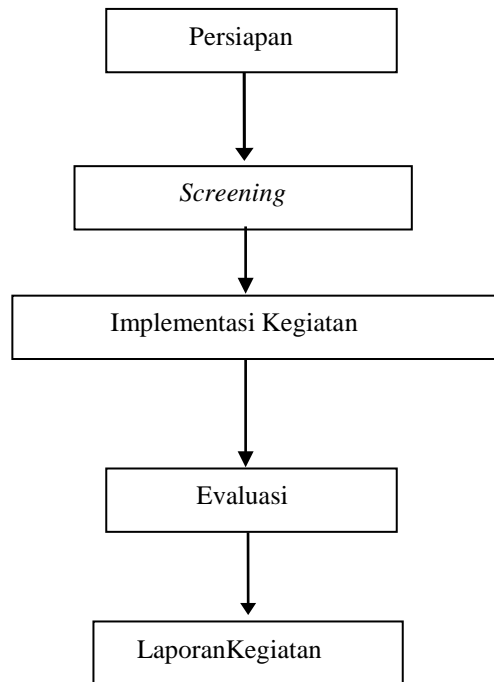 Persiapan
Screening
Implementasi Kegiatan
Evaluasi
LaporanKegiatan